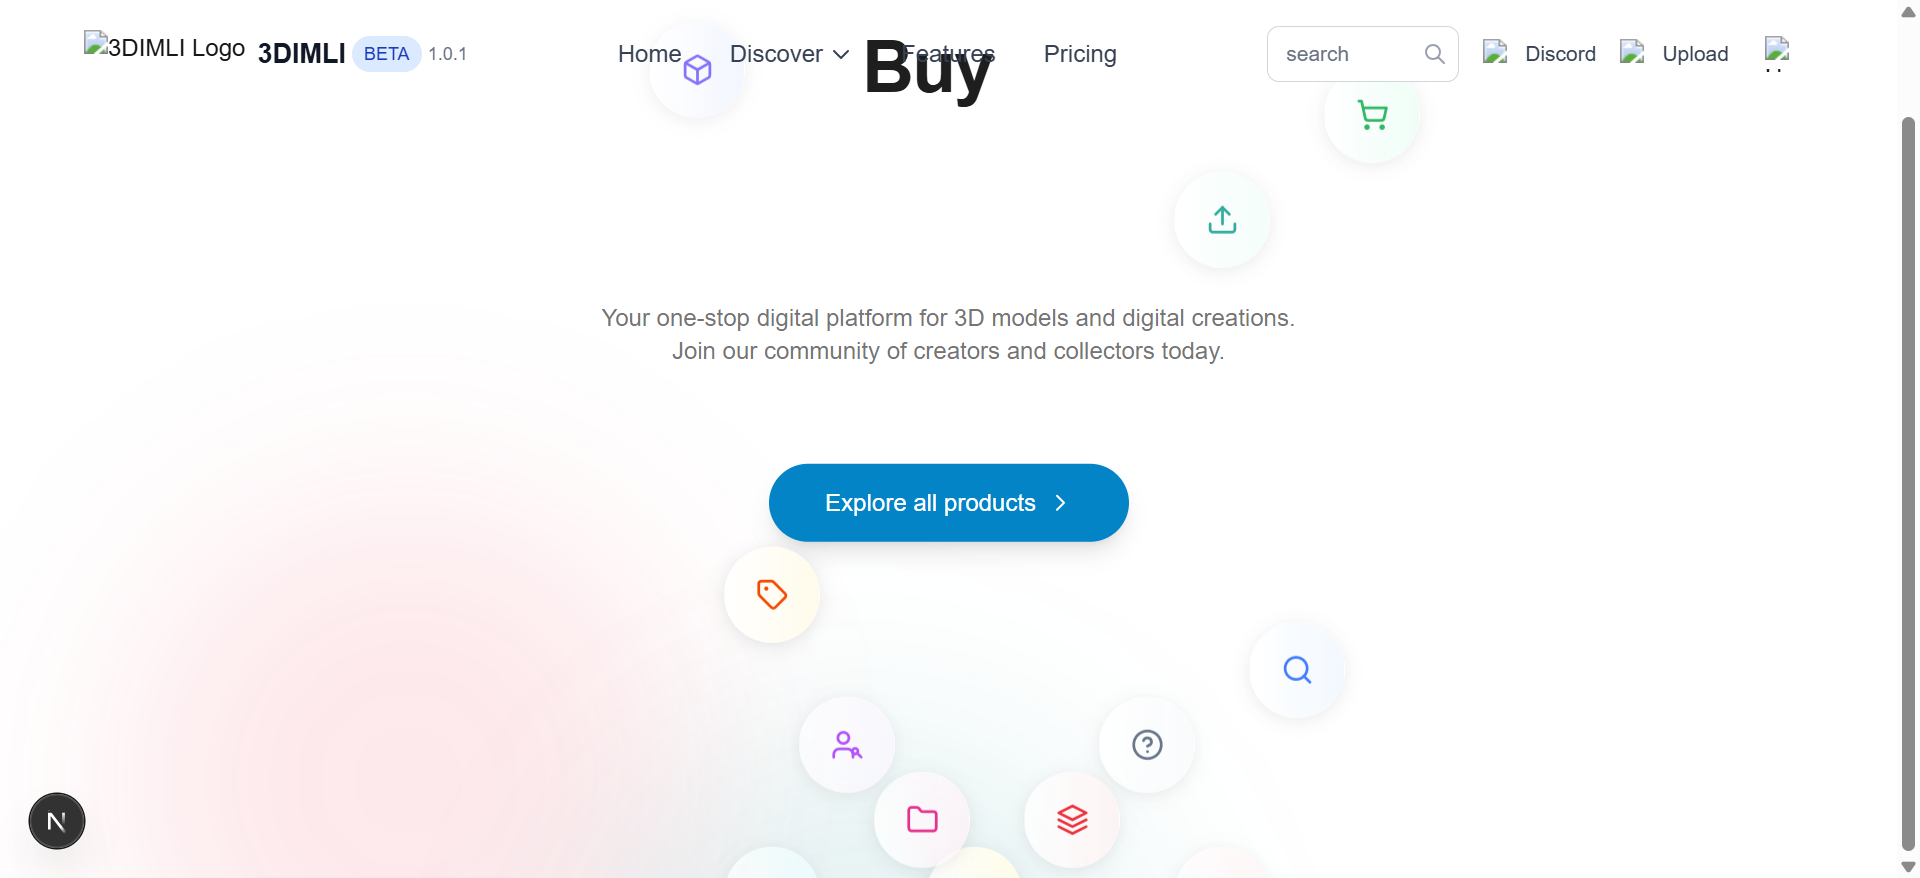 3DIMLI Logo 3DIMLI BETA 1.0.1 Home Discover Features Pricing search Discord Upload
Buy
Your one-stop digital platform for 3D models and digital creations.
Join our community of creators and collectors today.
Explore all products
N